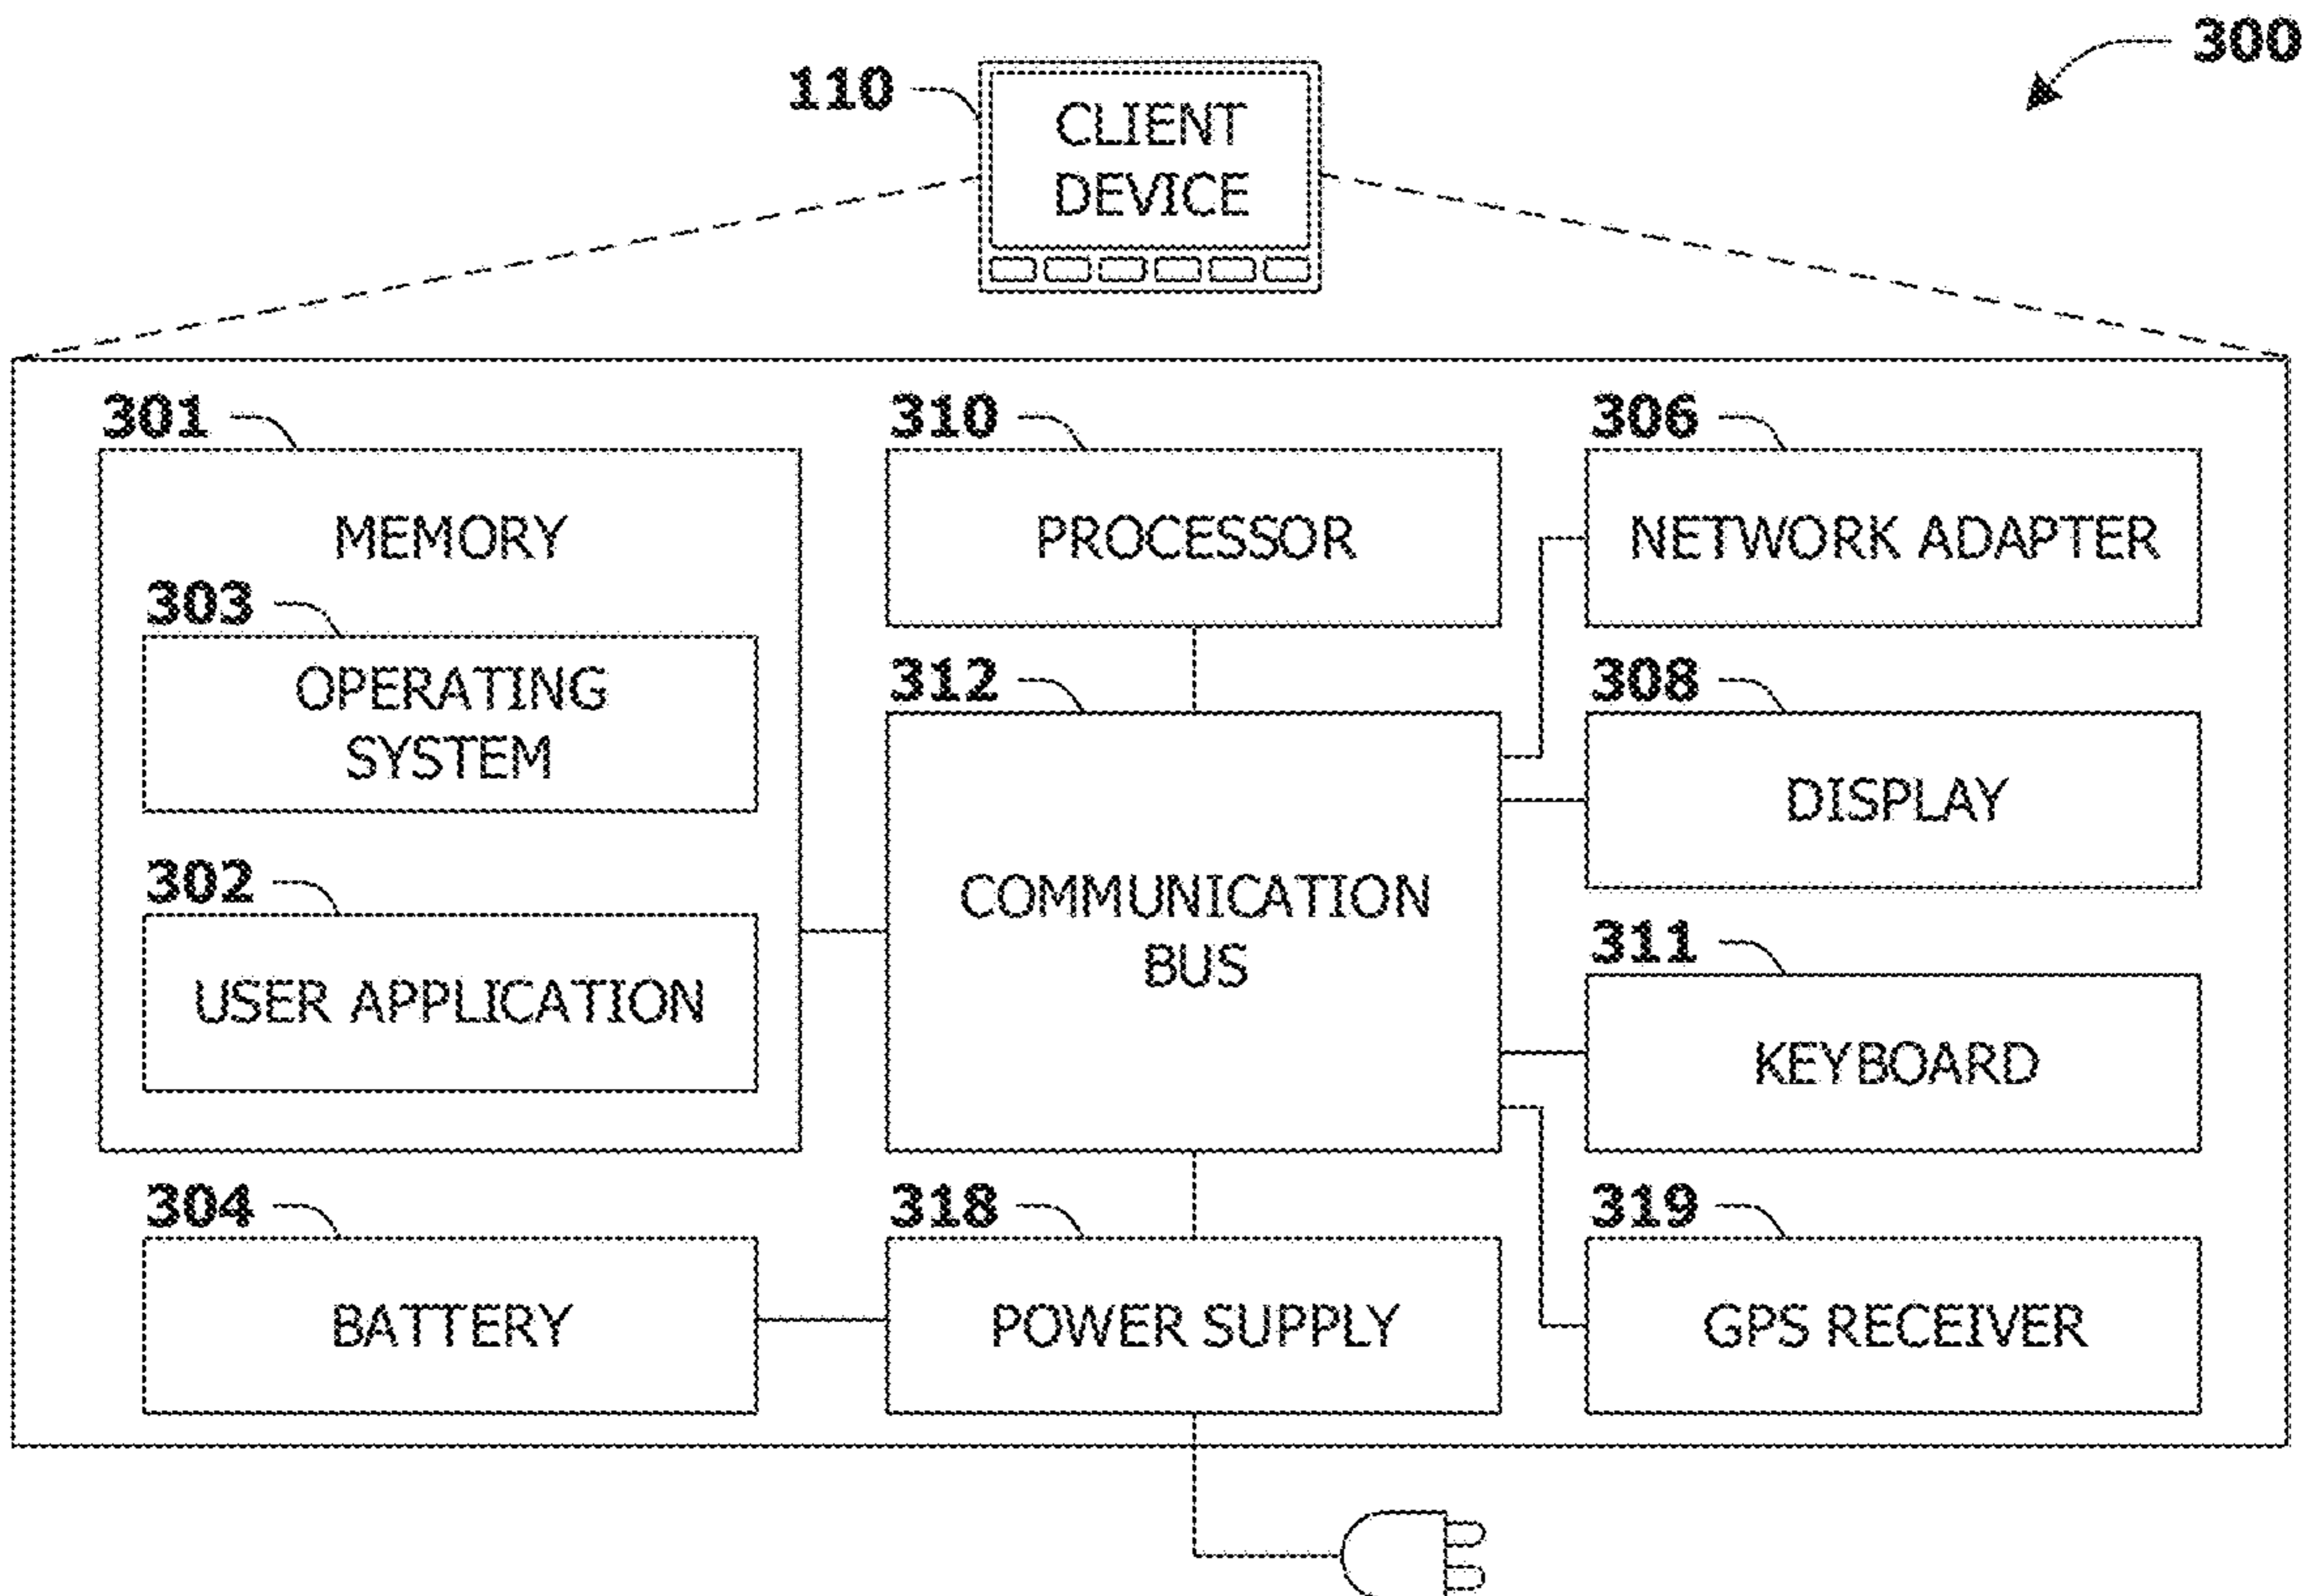 300
110
CLIENT
DEVICE
301
310
306
MEMORY
PROCESSOR
NETWORK ADAPTER
303
OPERATING
SYSTEM
312
308
COMMUNICATION
BUS
DISPLAY
302
USER APPLICATION
311
KEYBOARD
304
318
319
BATTERY
POWER SUPPLY
GPS RECEIVER